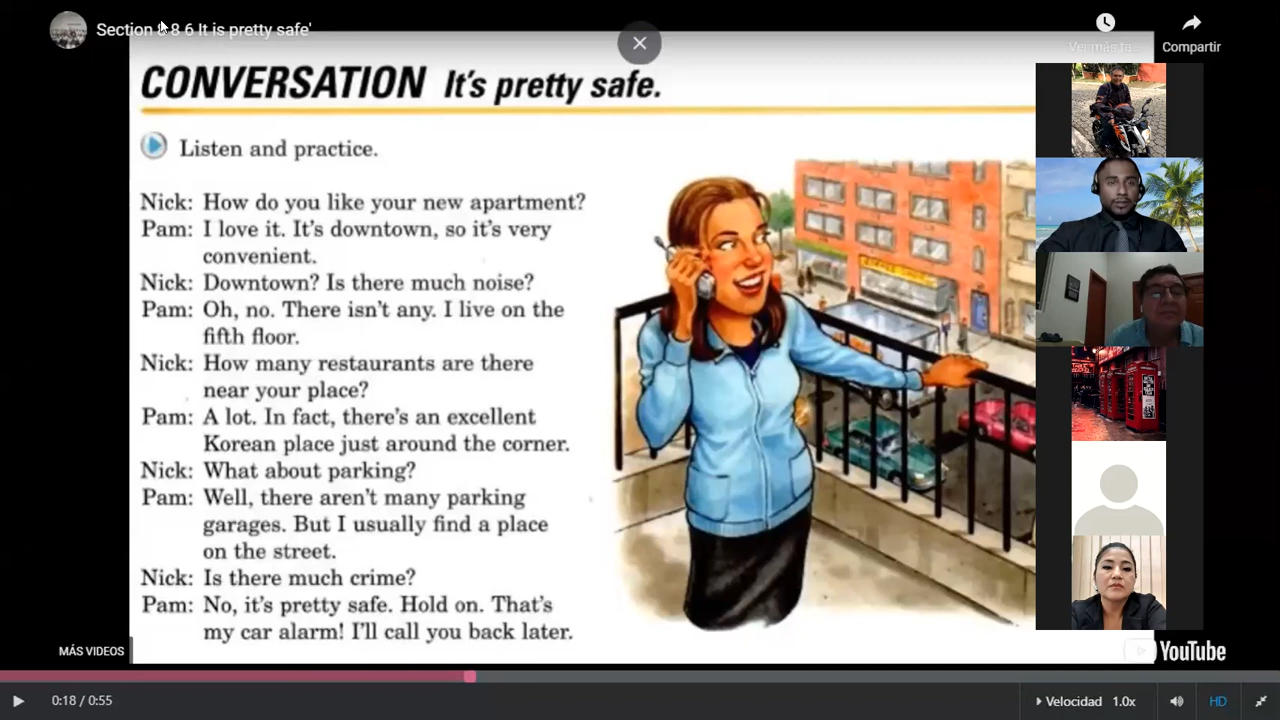 Section 8 8 6 It is pretty safe'
Compartir
CONVERSATION It's pretty safe.
Listen and practice.
Nick: How do you like your new apartment?
Pam: I love it. It's downtown, so it's very
convenient.
Nick: Downtown? Is there much noise?
Pam: Oh, no. There isn't any. I live on the
fifth floor.
Nick: How many restaurants are there
near your place?
Pam: A lot. In fact, there's an excellent
Korean place just around the corner.
Nick: What about parking?
Pam: Well, there aren't many parking
garages. But I usually find a place
on the street.
Nick: Is there much crime?
Pam: No, it's pretty safe. Hold on. That's
my car alarm! I'll call you back later.
MÁS VIDEOS
YouTube
0:18 / 0:55
Velocidad 1.0x
HD